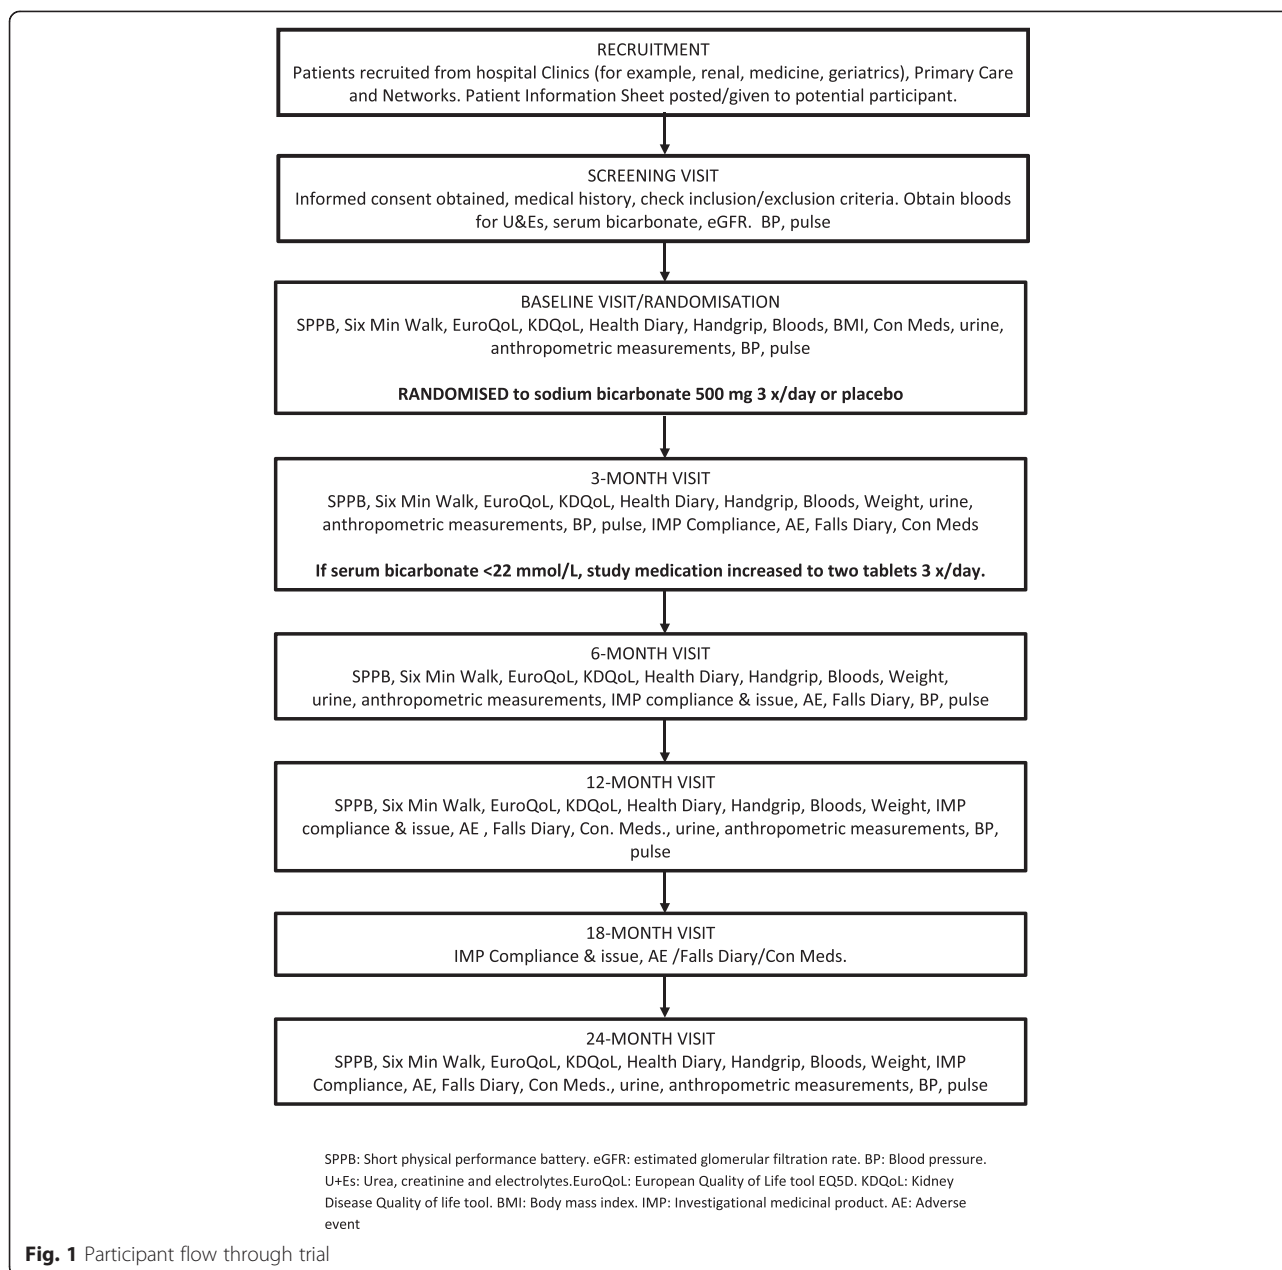 RECRUITMENT
Patients recruited from hospital Clinics (for example, renal, medicine, geriatrics), Primary Care
and Networks. Patient Information Sheet posted/given to potential participant.
SCREENING VISIT
Informed consent obtained, medical history, check inclusion/exclusion criteria. Obtain bloods
for U&Es, serum bicarbonate, eGFR. BP, pulse
BASELINE VISIT/RANDOMISATION
SPPB, Six Min Walk, EuroQoL, KDQoL, Health Diary, Handgrip, Bloods, BMI, Con Meds, urine,
anthropometric measurements, BP, pulse
RANDOMISED to sodium bicarbonate 500 mg 3 x/day or placebo
3-MONTH VISIT
SPPB, Six Min Walk, EuroQoL, KDQoL, Health Diary, Handgrip, Bloods, Weight, urine,
anthropometric measurements, BP, pulse, IMP Compliance, AE, Falls Diary, Con Meds
If serum bicarbonate <22 mmol/L, study medication increased to two tablets 3 x/day.
6-MONTH VISIT
SPPB, Six Min Walk, EuroQoL, KDQoL, Health Diary, Handgrip, Bloods, Weight,
urine, anthropometric measurements, IMP compliance & issue, AE, Falls Diary, BP, pulse
12-MONTH VISIT
SPPB, Six Min Walk, EuroQoL, KDQoL, Health Diary, Handgrip, Bloods, Weight, IMP
compliance & issue, AE , Falls Diary, Con. Meds., urine, anthropometric measurements, BP,
pulse
18-MONTH VISIT
IMP Compliance & issue, AE /Falls Diary/Con Meds.
24-MONTH VISIT
SPPB, Six Min Walk, EuroQoL, KDQoL, Health Diary, Handgrip, Bloods, Weight, IMP
Compliance, AE, Falls Diary, Con Meds., urine, anthropometric measurements, BP, pulse
SPPB: Short physical performance battery. eGFR: estimated glomerular filtration rate. BP: Blood pressure.
U+Es: Urea, creatinine and electrolytes.EuroQoL: European Quality of Life tool EQ5D. KDQoL: Kidney
Disease Quality of life tool. BMI: Body mass index. IMP: Investigational medicinal product. AE: Adverse
event
Fig. 1 Participant flow through trial